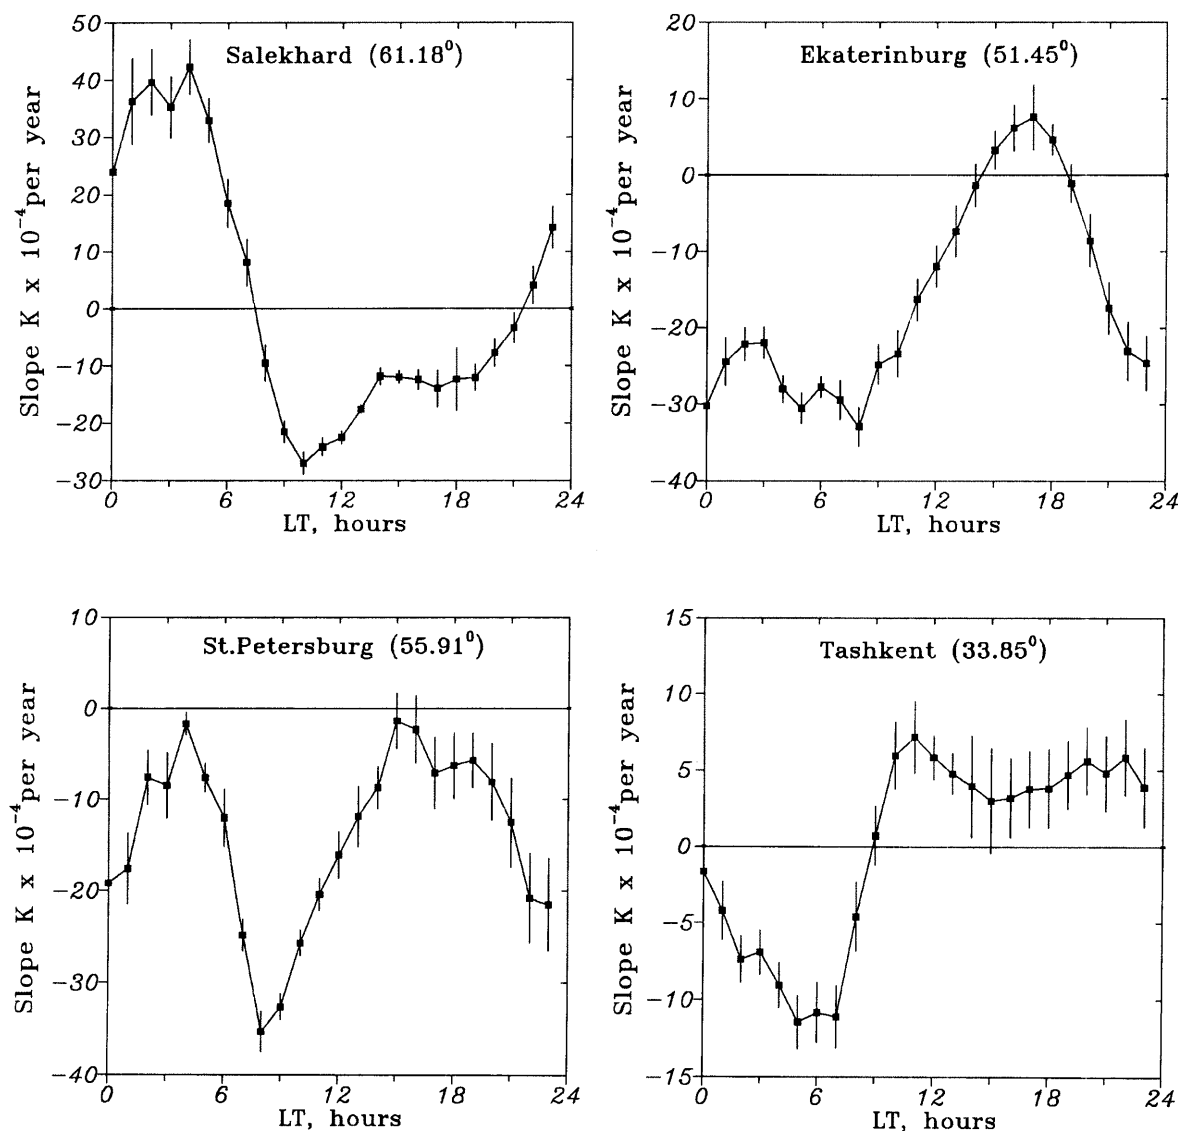 Salekhard (61.18⁰)
Slope K x 10⁻⁴per year
50
40
30
20
10
0
−10
−20
−30
0 6 12 18 24
LT, hours
Ekaterinburg (51.45⁰)
Slope K x 10⁻⁴per year
20
10
0
−10
−20
−30
−40
0 6 12 18 24
LT, hours
St.Petersburg (55.91⁰)
Slope K x 10⁻⁴per year
10
0
−10
−20
−30
−40
0 6 12 18 24
LT, hours
Tashkent (33.85⁰)
Slope K x 10⁻⁴per year
15
10
5
0
−5
−10
−15
0 6 12 18 24
LT, hours